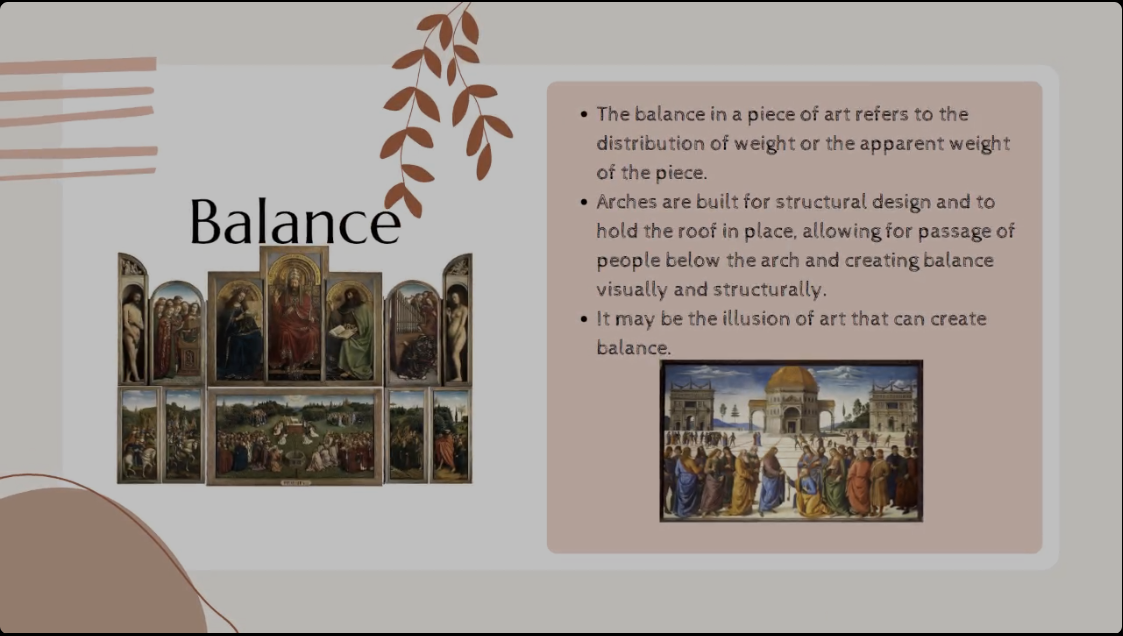 Balance
• The balance in a piece of art refers to the
distribution of weight or the apparent weight
of the piece.
• Arches are built for structural design and to
hold the roof in place, allowing for passage of
people below the arch and creating balance
visually and structurally.
• It may be the illusion of art that can create
balance.